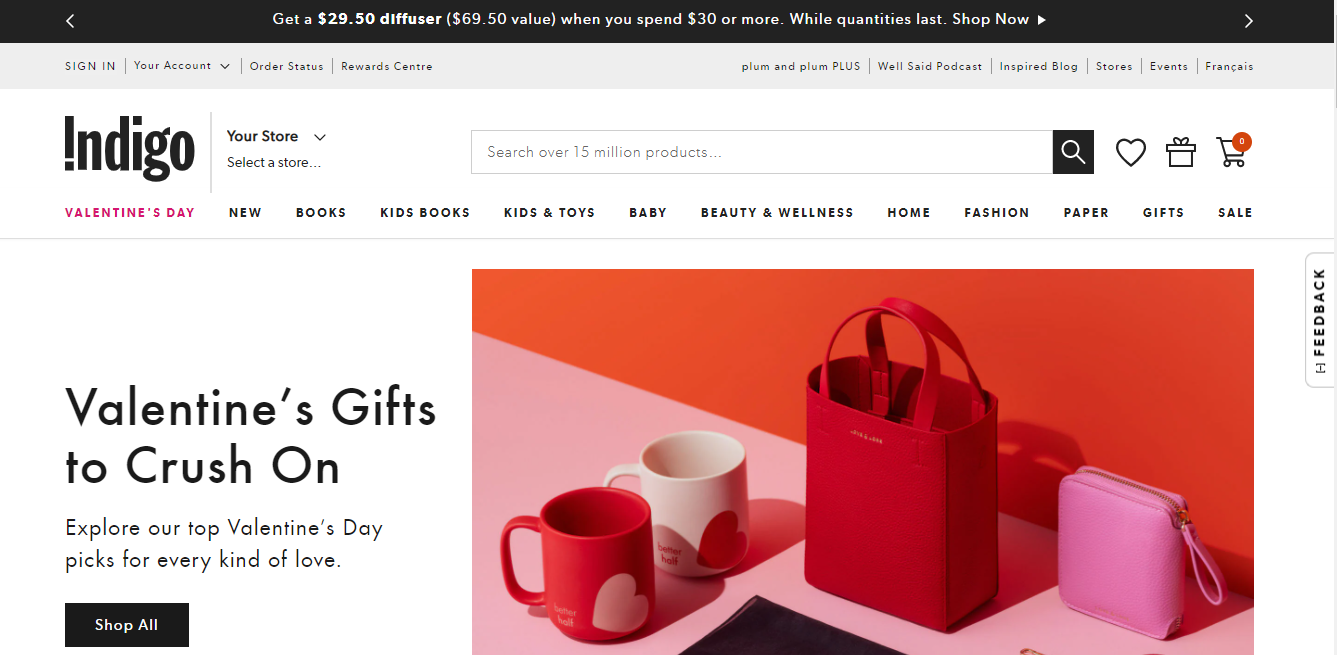 Get a $29.50 diffuser ($69.50 value) when you spend $30 or more. While quantities last. Shop Now
SIGN IN Your Account Order Status Rewards Centre plum and plum PLUS Well Said Podcast Inspired Blog Stores Events Français
!ndigo
Your Store
Select a store...
Search over 15 million products...
0
VALENTINE'S DAY NEW BOOKS KIDS BOOKS KIDS & TOYS BABY BEAUTY & WELLNESS HOME FASHION PAPER GIFTS SALE
[-] FEEDBACK
Valentine's Gifts
to Crush On
Explore our top Valentine's Day
picks for every kind of love.
Shop All
better
half
better
half